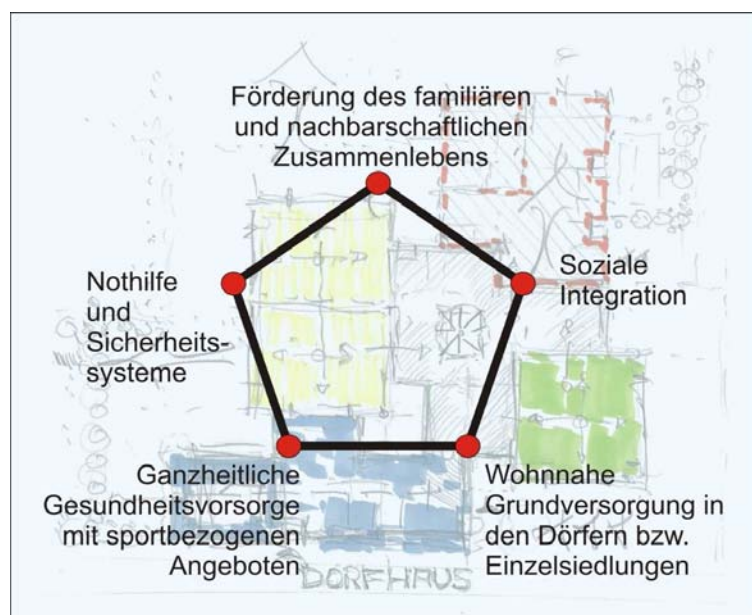 Förderung des familiären
und nachbarschaftlichen
Zusammenlebens
Soziale
Integration
Nothilfe
und
Sicherheits-
systeme
Ganzheitliche
Gesundheitsvorsorge
mit sportbezogenen
Angeboten
Wohnnahe
Grundversorgung in
den Dörfern bzw.
Einzelsiedlungen
DORFHAUS